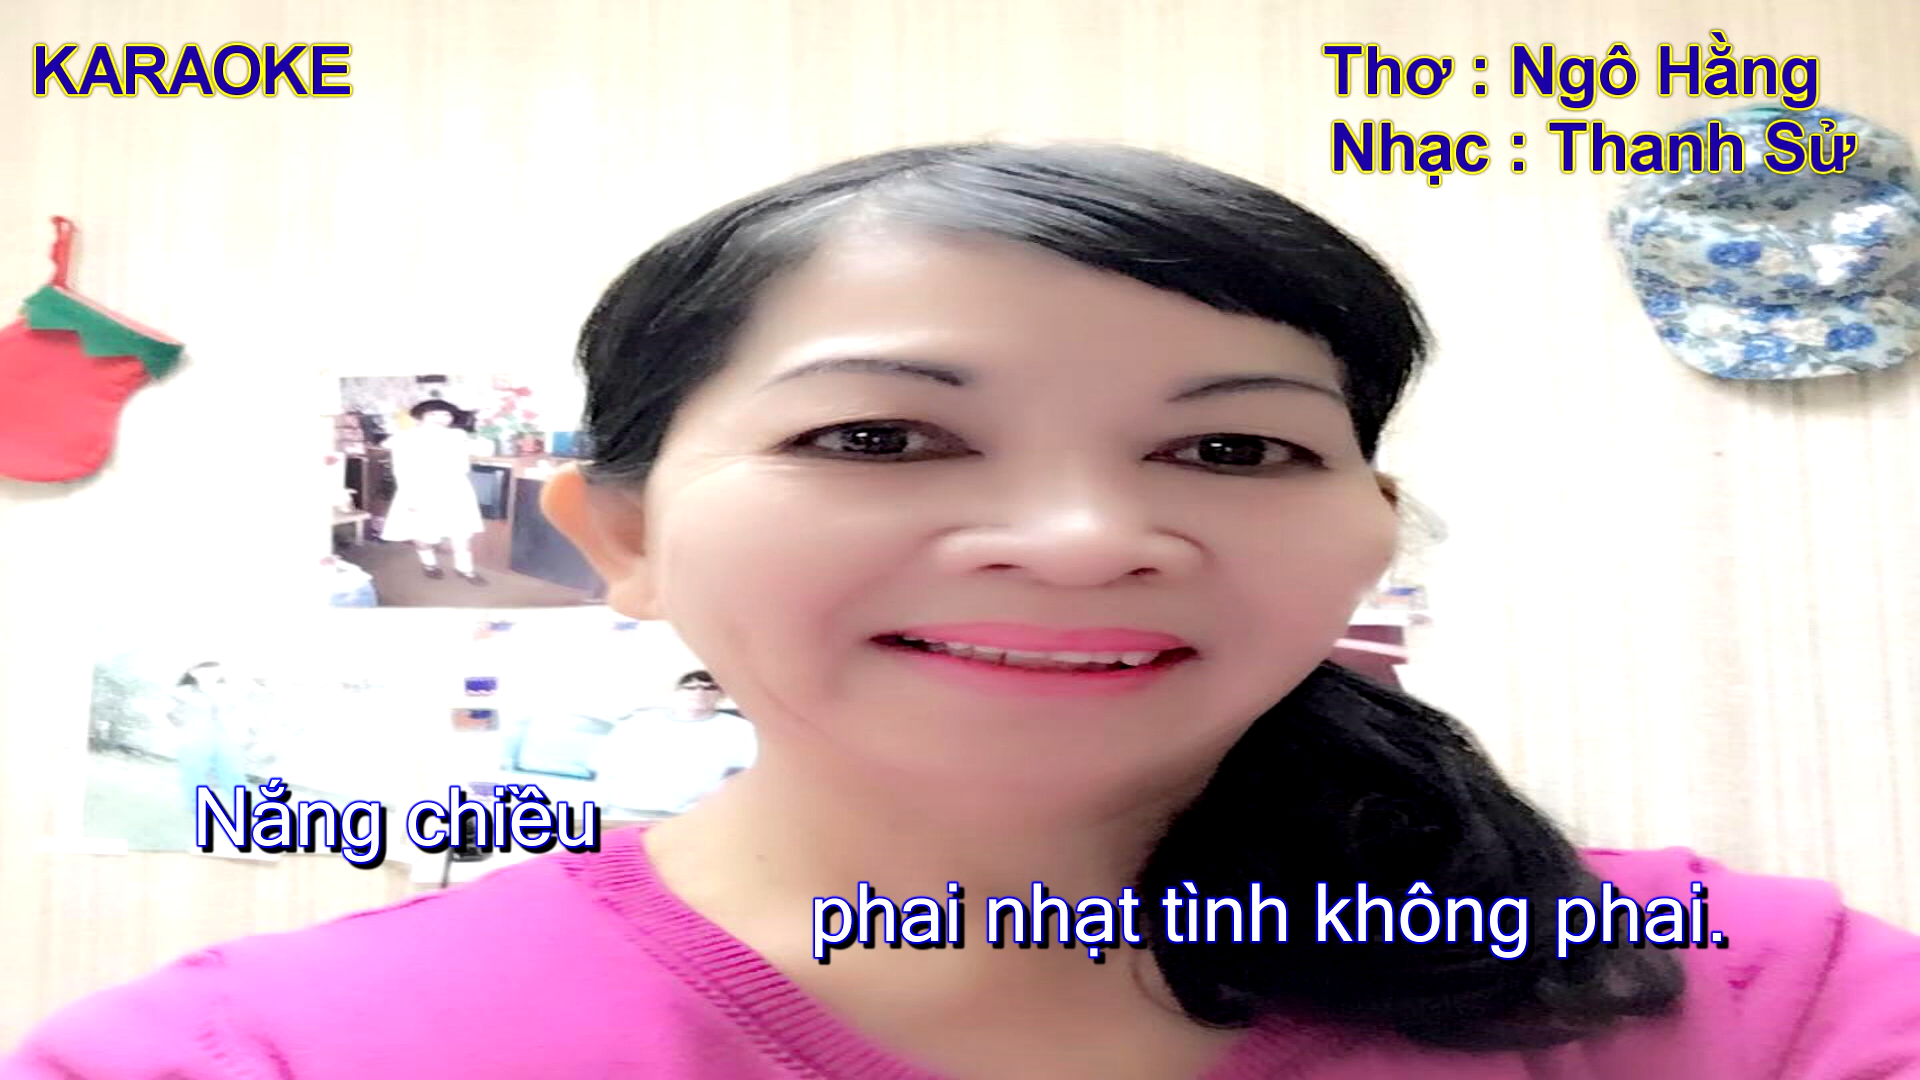 KARAOKE
Thơ : Ngô Hằng
Nhạc : Thanh Sử
Nắng chiều
phai nhạt tình không phai.